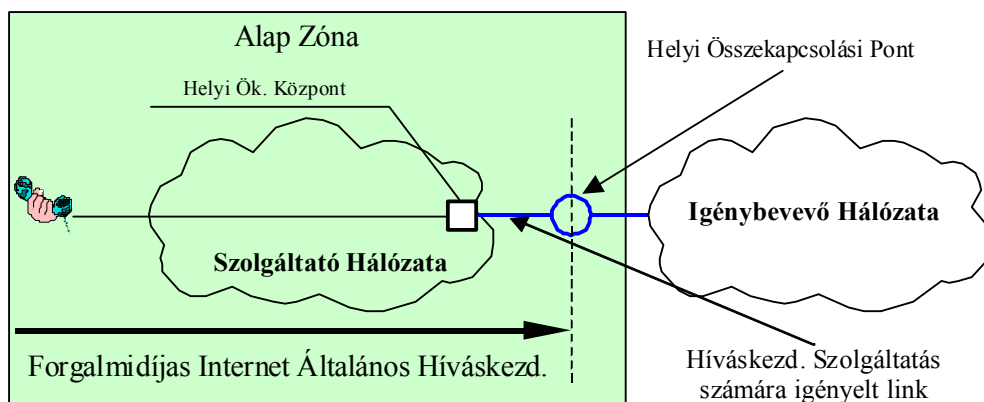 Alap Zóna
Helyi Összekapcsolási Pont
Helyi Ök. Központ
Igénybevevő Hálózata
Szolgáltató Hálózata
Forgalmidíjas Internet Általános Híváskezd.
Híváskezd. Szolgáltatás
számára igényelt link